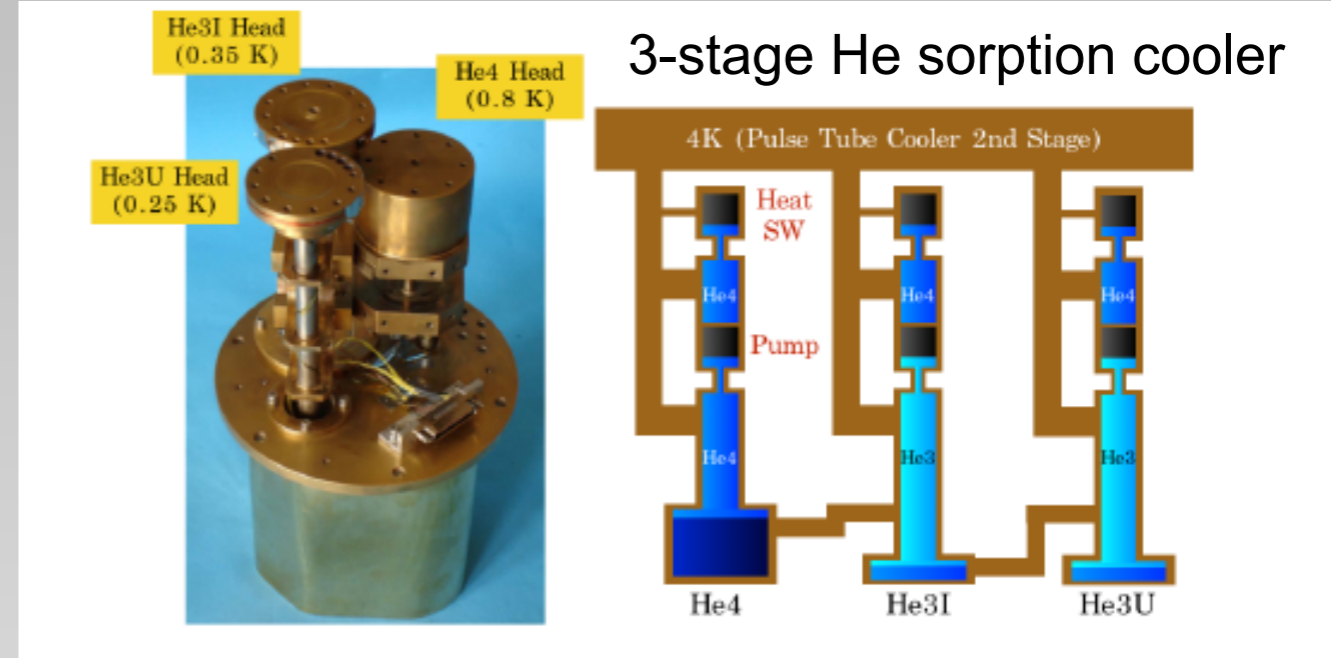 3-stage He sorption cooler
He3I Head
(0.35 K)
He4 Head
(0.8 K)
He3U Head
(0.25 K)
4K (Pulse Tube Cooler 2nd Stage)
Heat
SW
He4
He4
He4
Pump
He4
He3
He3
He4
He3I
He3U